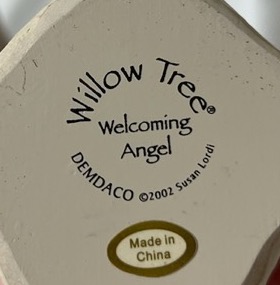 Willow Tree®
Welcoming
Angel
DEMDACO ©2002 Susan Lordi
Made in
China